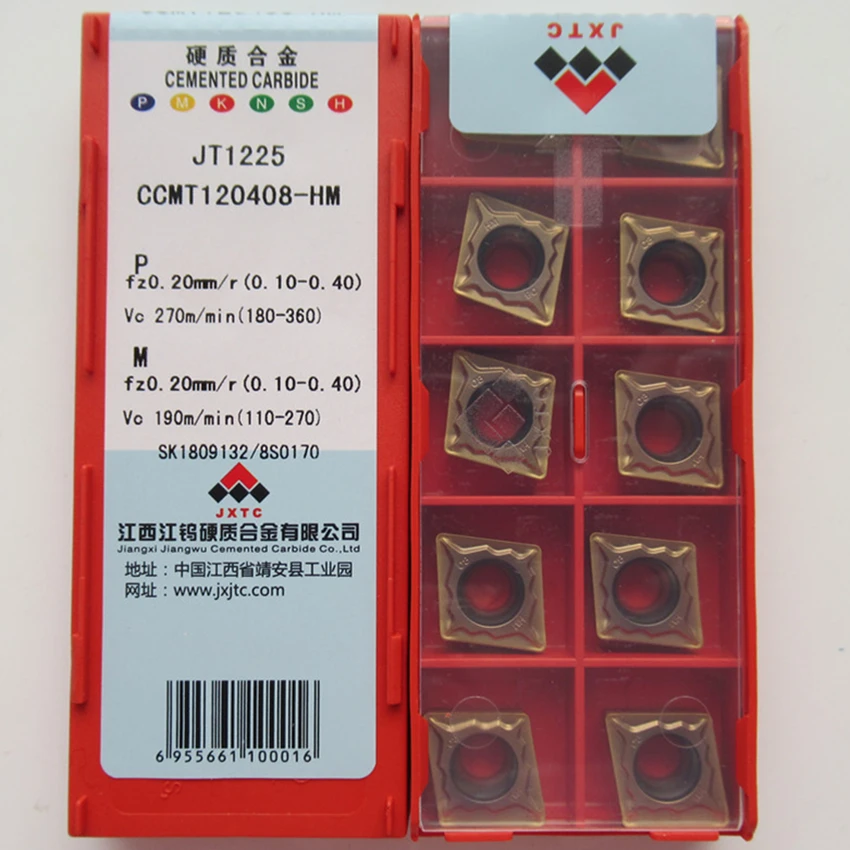 硬质合金
CEMENTED CARBIDE
P M K N S H
JT1225
CCMT120408-HM
P
fz0.20mm/r(0.10-0.40)
Vc 270m/min(180-360)
M
fz0.20mm/r(0.10-0.40)
Vc 190m/min(110-270)
SK1809132/8S0170
JXTC
江西江钨硬质合金有限公司
Jiangxi Jiangwu Cemented Carbide Co.,Ltd
地址：中国江西省靖安县工业园
网址：www.jxjtc.com
6 955661 100016
JXTC